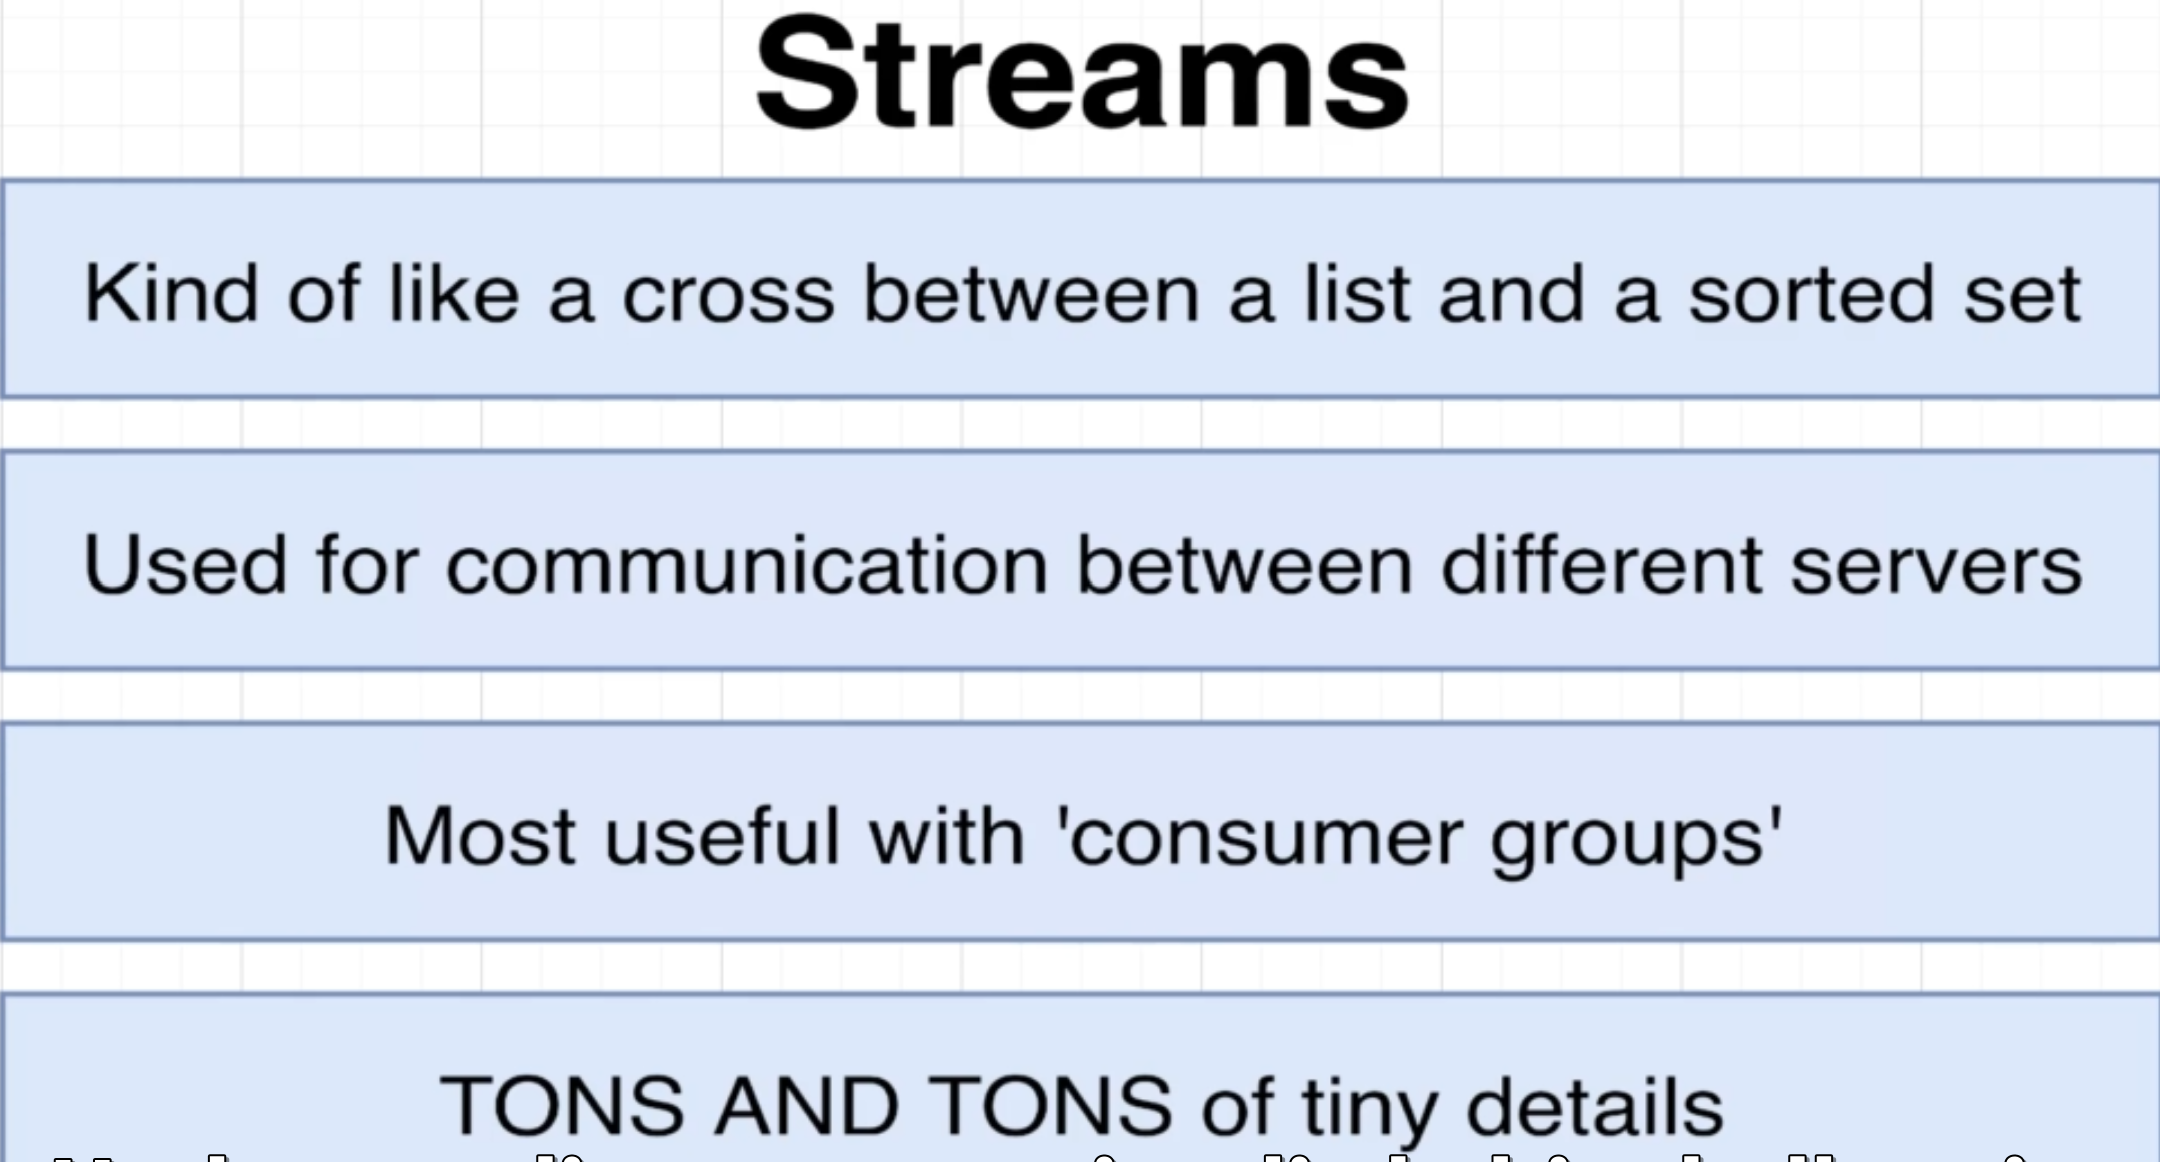 Streams
Kind of like a cross between a list and a sorted set
Used for communication between different servers
Most useful with 'consumer groups'
TONS AND TONS of tiny details